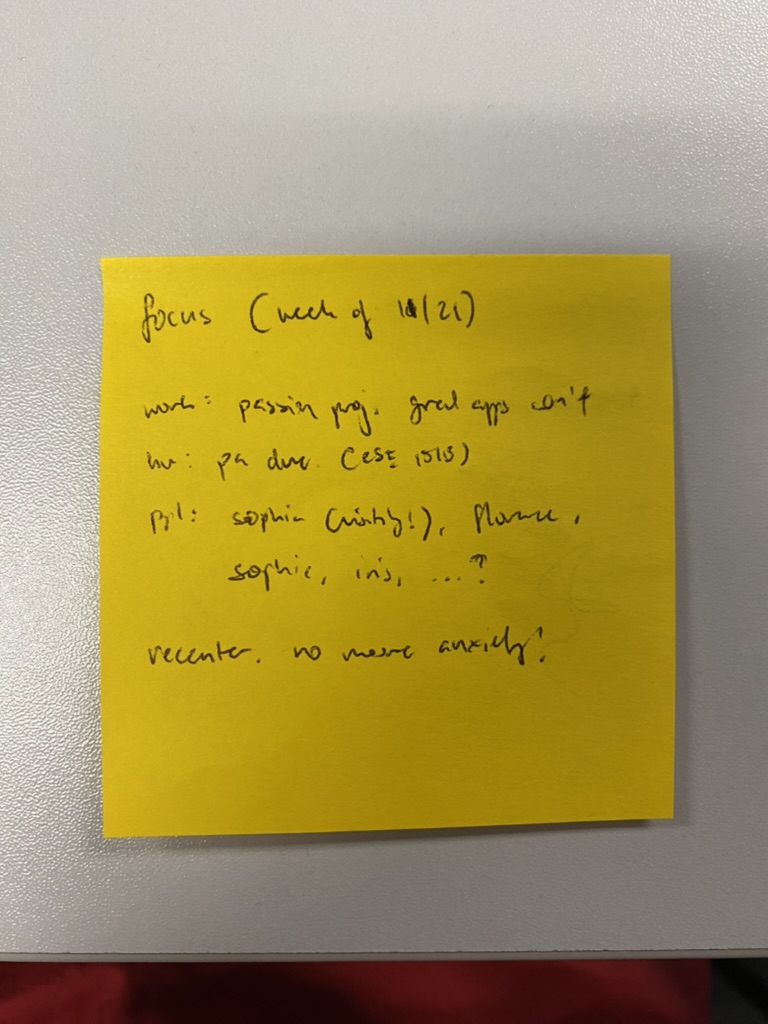 focus (week of 10/21)
work: passion proj. grad apps con't
hw: pa due. (ESE 1515)
ppl: sophia (visiting!), florence,
sophie, iris, ...?
recenter. no more anxiety!